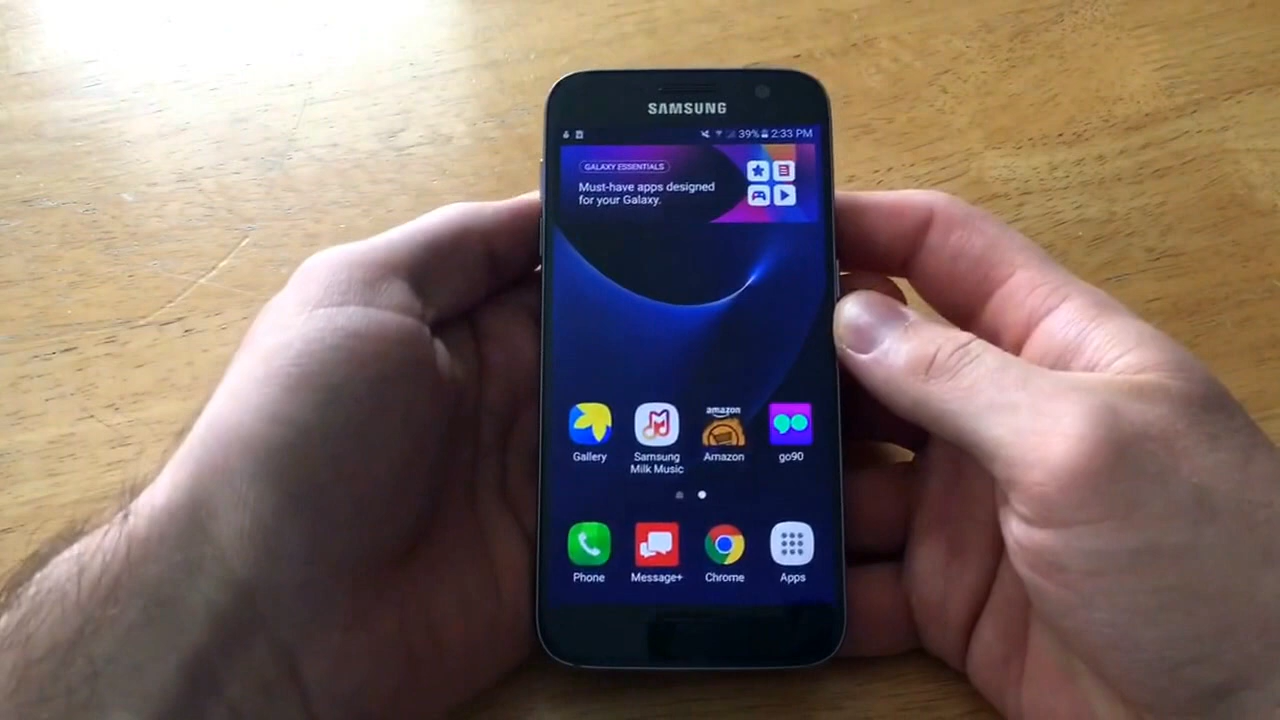 SAMSUNG
39% 2:33 PM
GALAXY ESSENTIALS
Must-have apps designed
for your Galaxy.
amazon
Gallery
Samsung
Milk Music
Amazon
go90
Phone
Message+
Chrome
Apps